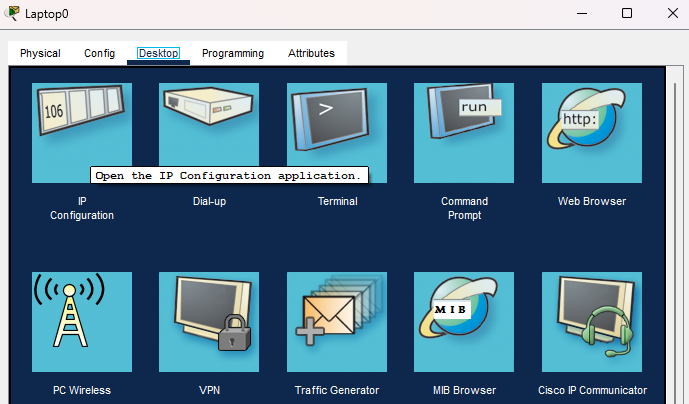 Laptop0
Physical Config Desktop Programming Attributes
106 > run http:
Open the IP Configuration application.
IP Dial-up Terminal Command Web Browser
Configuration Prompt
MIB
PC Wireless VPN Traffic Generator MIB Browser Cisco IP Communicator